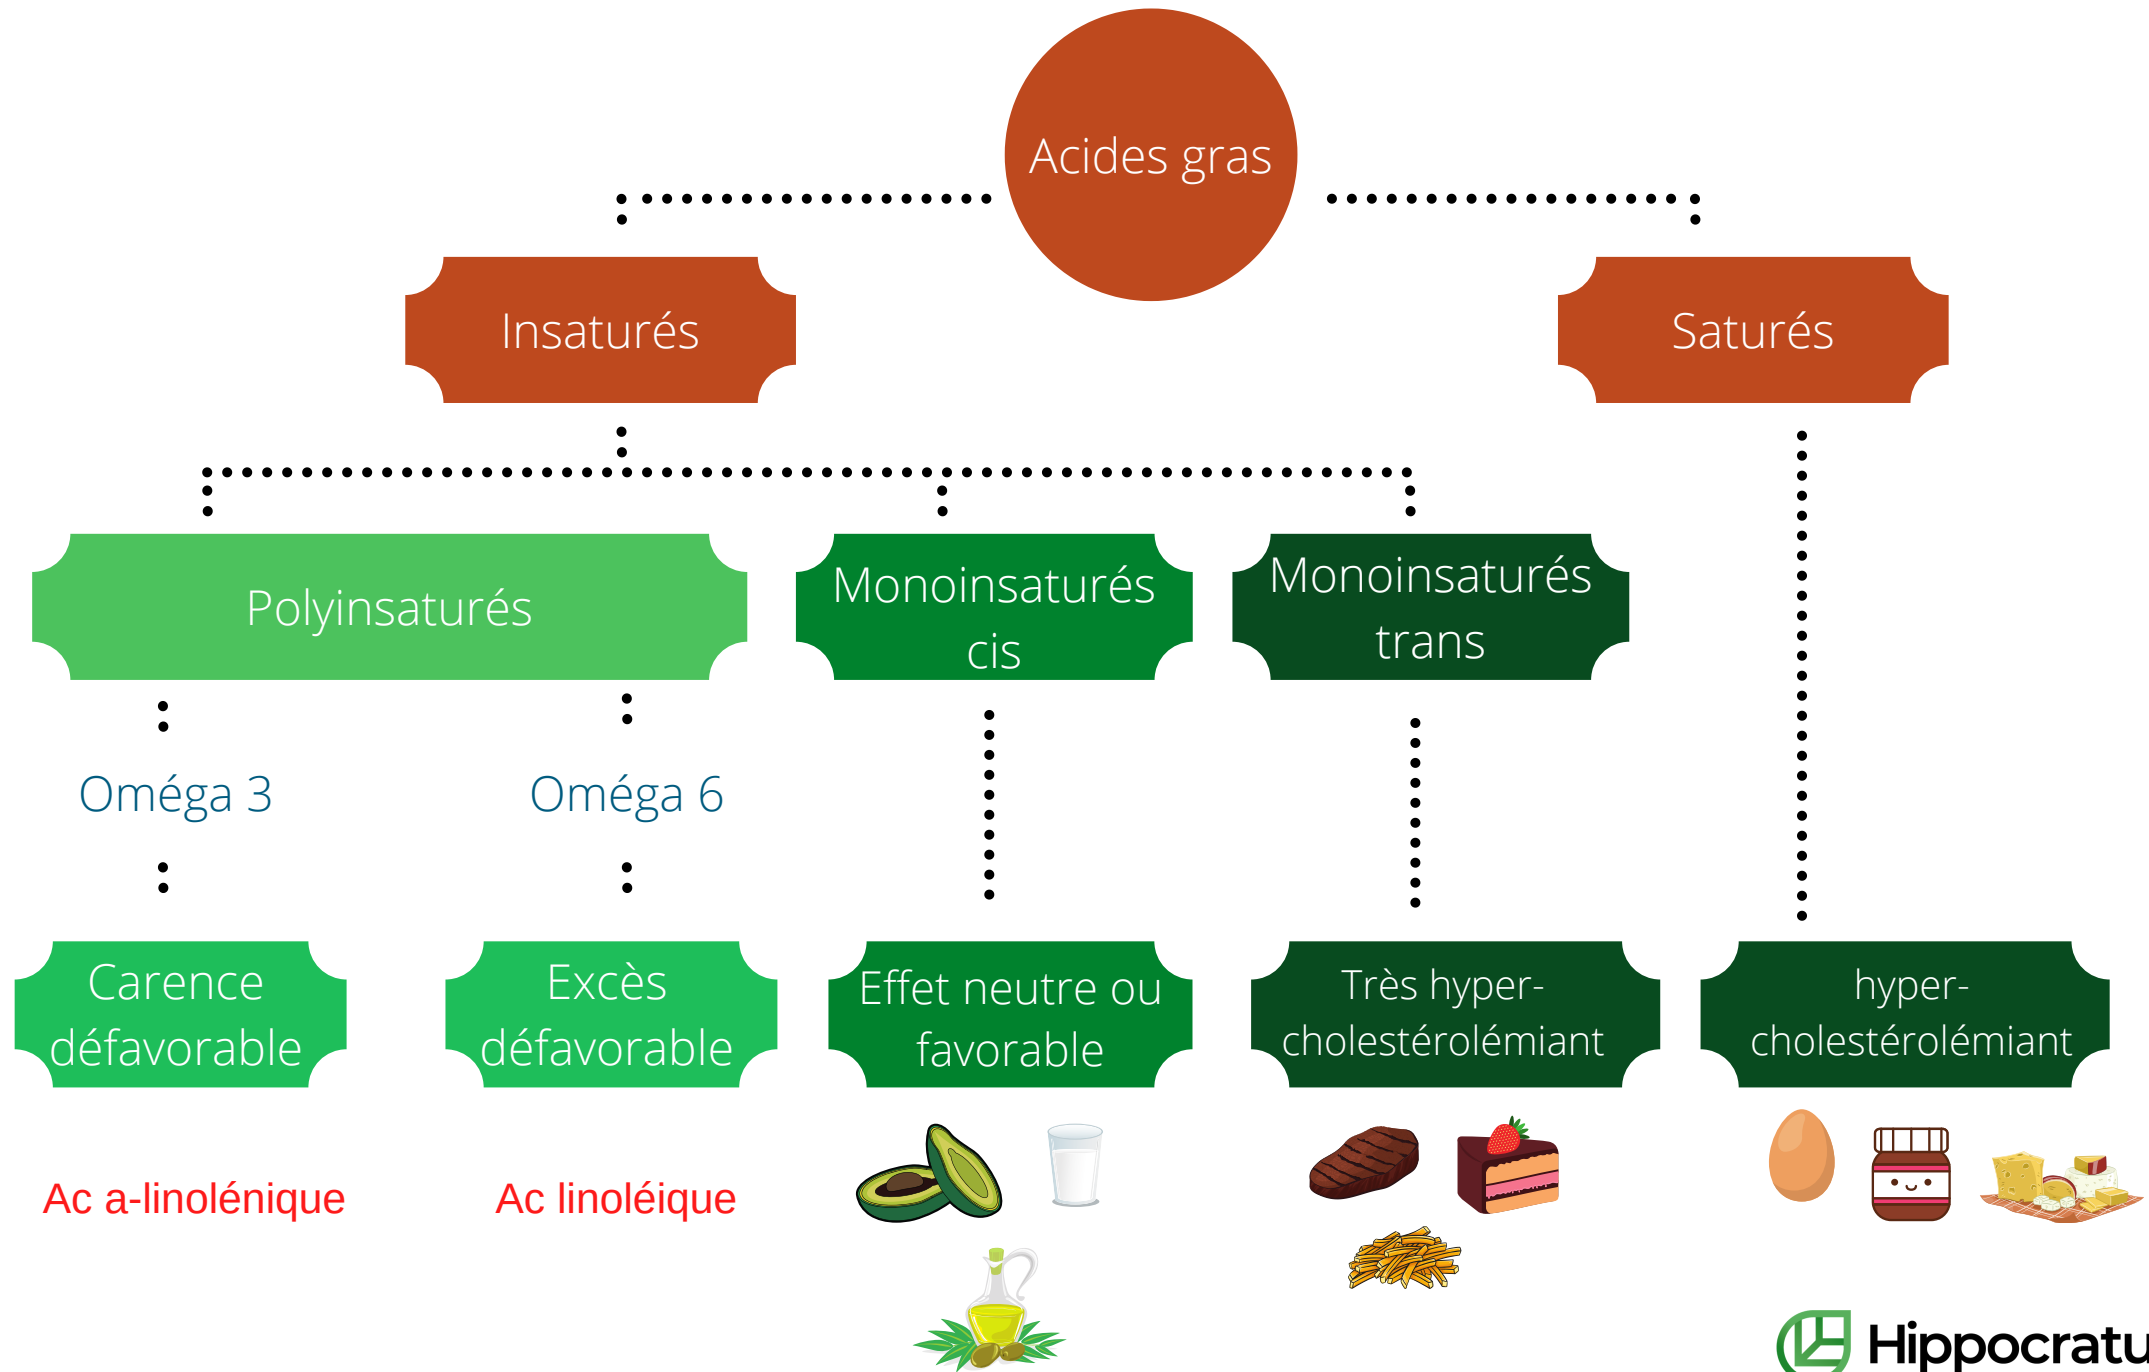 Acides gras
Insaturés
Saturés
Polyinsaturés
Monoinsaturés
cis
Monoinsaturés
trans
Oméga 3
Oméga 6
Carence
défavorable
Excès
défavorable
Effet neutre ou
favorable
Très hyper-
cholestérolémiant
hyper-
cholestérolémiant
Ac a-linolénique
Ac linoléique
Hippocratu